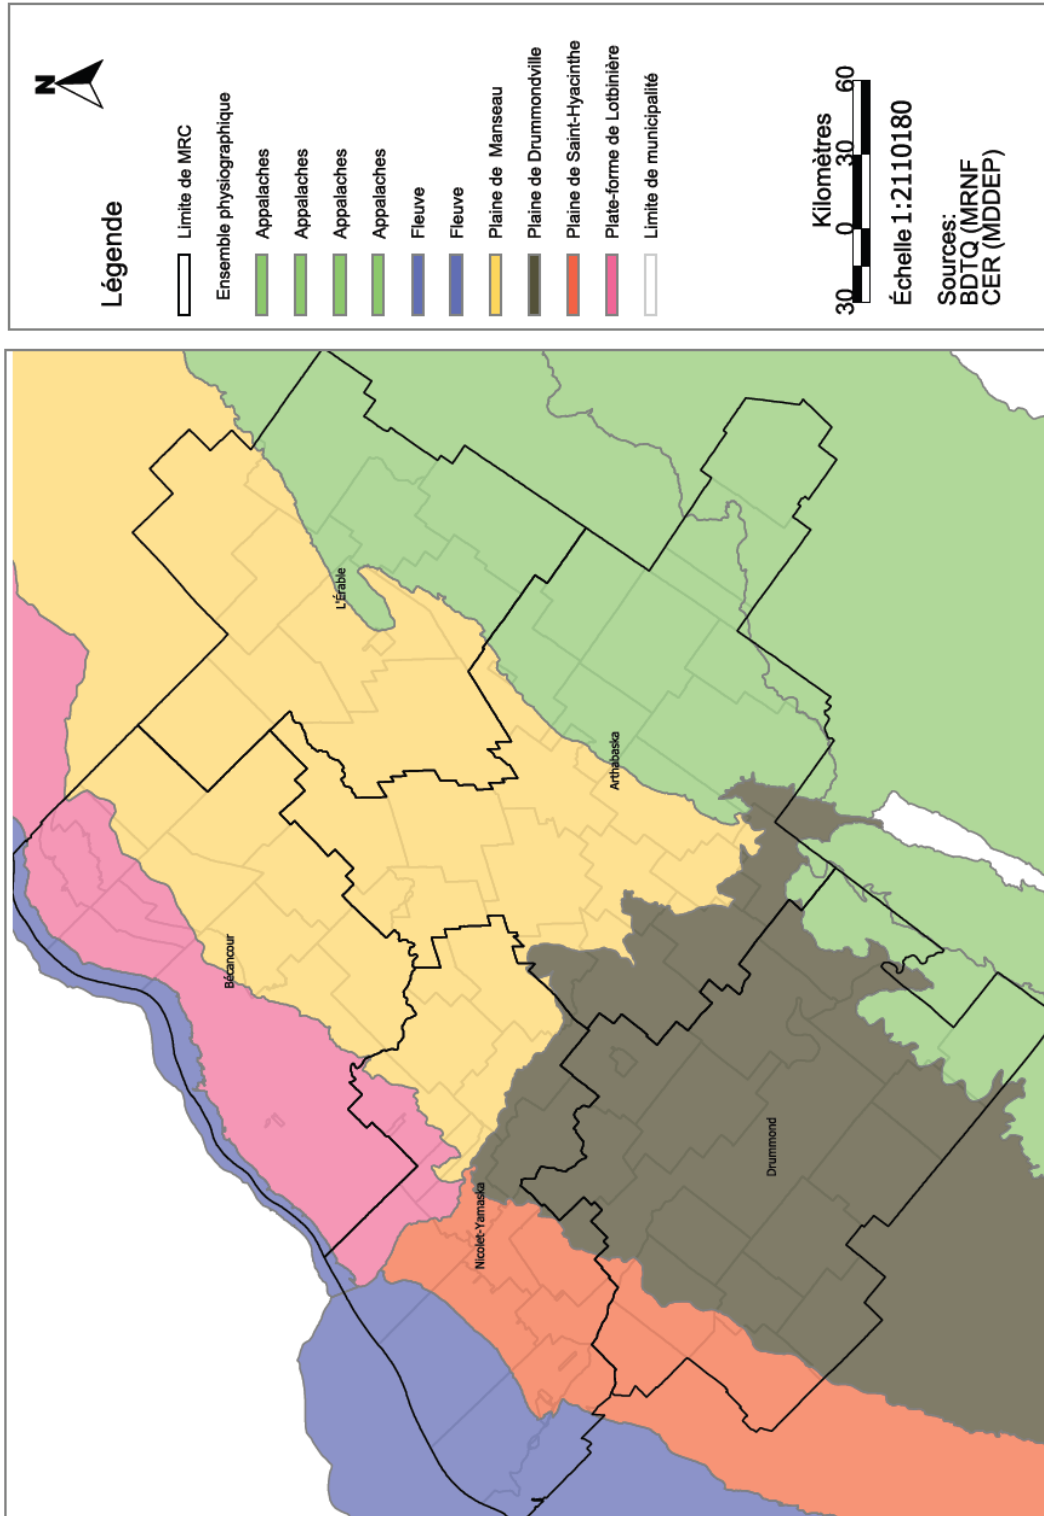 N
Légende
Limite de MRC
Ensemble physiographique
Appalaches
Appalaches
Appalaches
Appalaches
Fleuve
Fleuve
Plaine de Manseau
Plaine de Drummondville
Plaine de Saint-Hyacinthe
Plate-forme de Lotbinière
Limite de municipalité
Kilomètres
30 0 30 60
Échelle 1:2110180
Sources:
BDTQ (MRNF
CER (MDDEP)
L'Érable
Bécancour
Arthabaska
Nicolet-Yamaska
Drummond